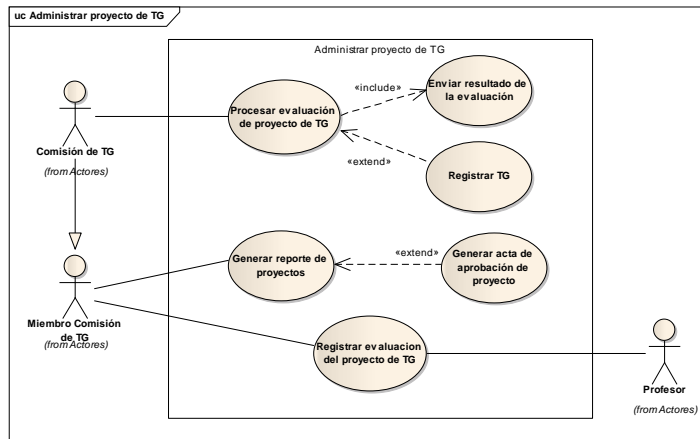 uc Administrar proyecto de TG
Administrar proyecto de TG
Procesar evaluación
de proyecto de TG
«include»
Enviar resultado de
la evaluación
«extend»
Registrar TG
Comisión de TG
(from Actores)
Generar reporte de
proyectos
«extend»
Generar acta de
aprobación de
proyecto
Miembro Comisión
de TG
(from Actores)
Registrar evaluacion
del proyecto de TG
Profesor
(from Actores)